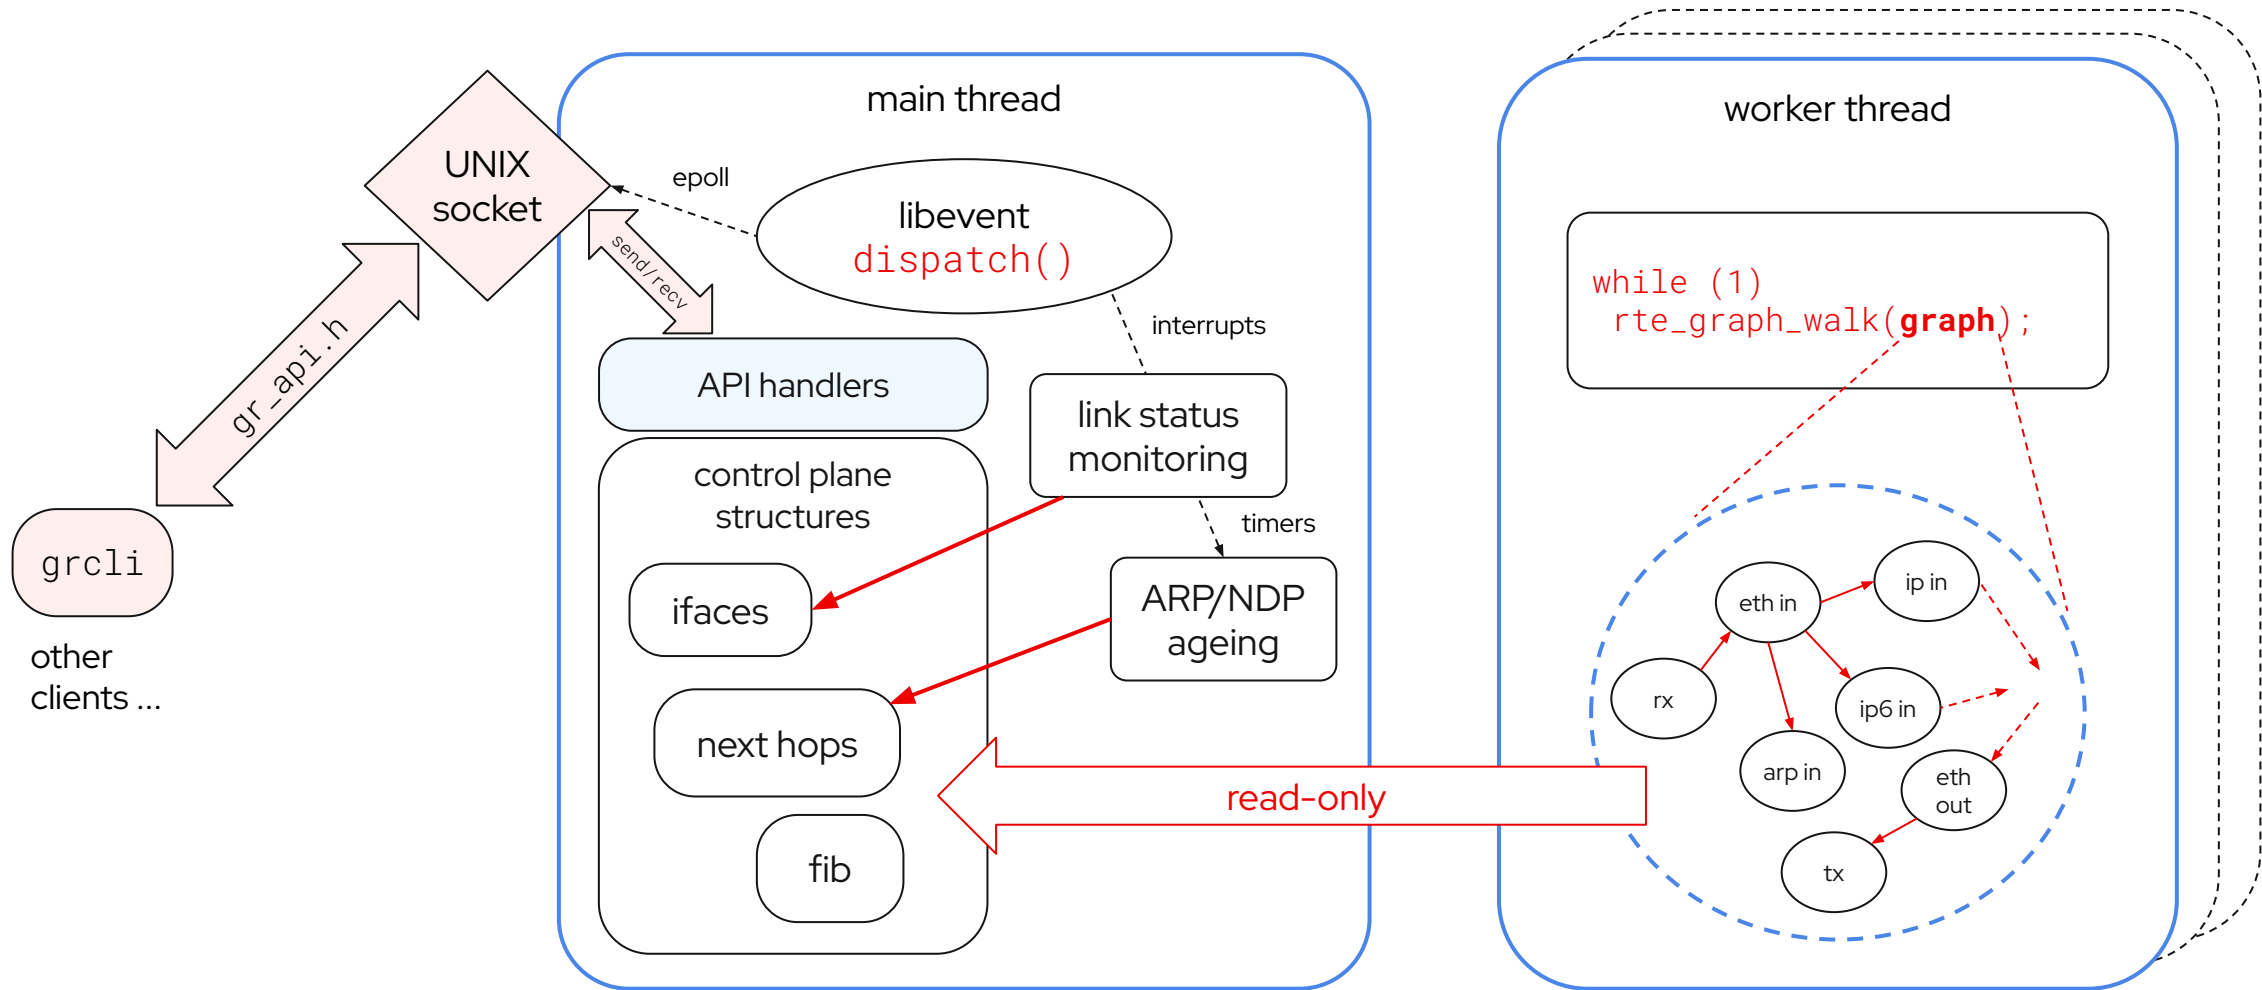 main thread
worker thread
UNIX
socket
epoll
libevent
dispatch()
send/recv
interrupts
while (1)
rte_graph_walk(graph);
gr_api.h
API handlers
link status
monitoring
control plane
structures
timers
grcli
other
clients ...
ifaces
ARP/NDP
ageing
next hops
read-only
fib
eth in
ip in
rx
ip6 in
arp in
eth
out
tx